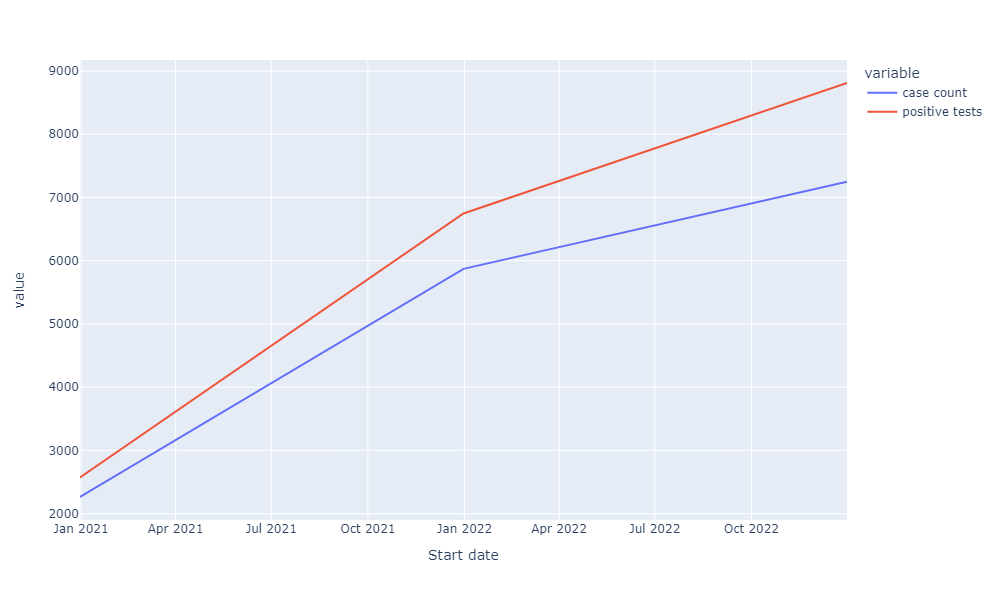 variable
case count
positive tests
9000
8000
7000
6000
5000
4000
3000
2000
value
Jan 2021 Apr 2021 Jul 2021 Oct 2021 Jan 2022 Apr 2022 Jul 2022 Oct 2022
Start date